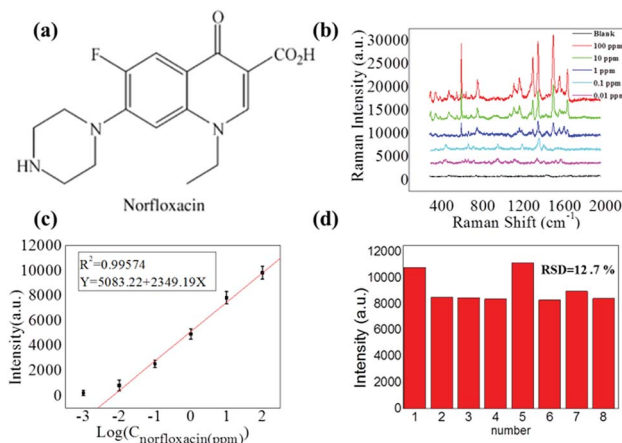 (a)
O
F
CO₂H
N
N
HN
Norfloxacin
(b)
Raman Intensity (a.u.)
30000
25000
20000
15000
10000
5000
0
Blank
100 ppm
10 ppm
1 ppm
0.1 ppm
0.01 ppm
400 800 1200 1600 2000
Raman Shift (cm⁻¹)
(c)
Intensity(a.u.)
12000
10000
8000
6000
4000
2000
0
R²=0.99574
Y=5083.22+2349.19X
-3 -2 -1 0 1 2
Log(Cnorfloxacin(ppm))
(d)
Intensity (a.u.)
12000
10000
8000
6000
4000
2000
0
RSD=12.7 %
1 2 3 4 5 6 7 8
number